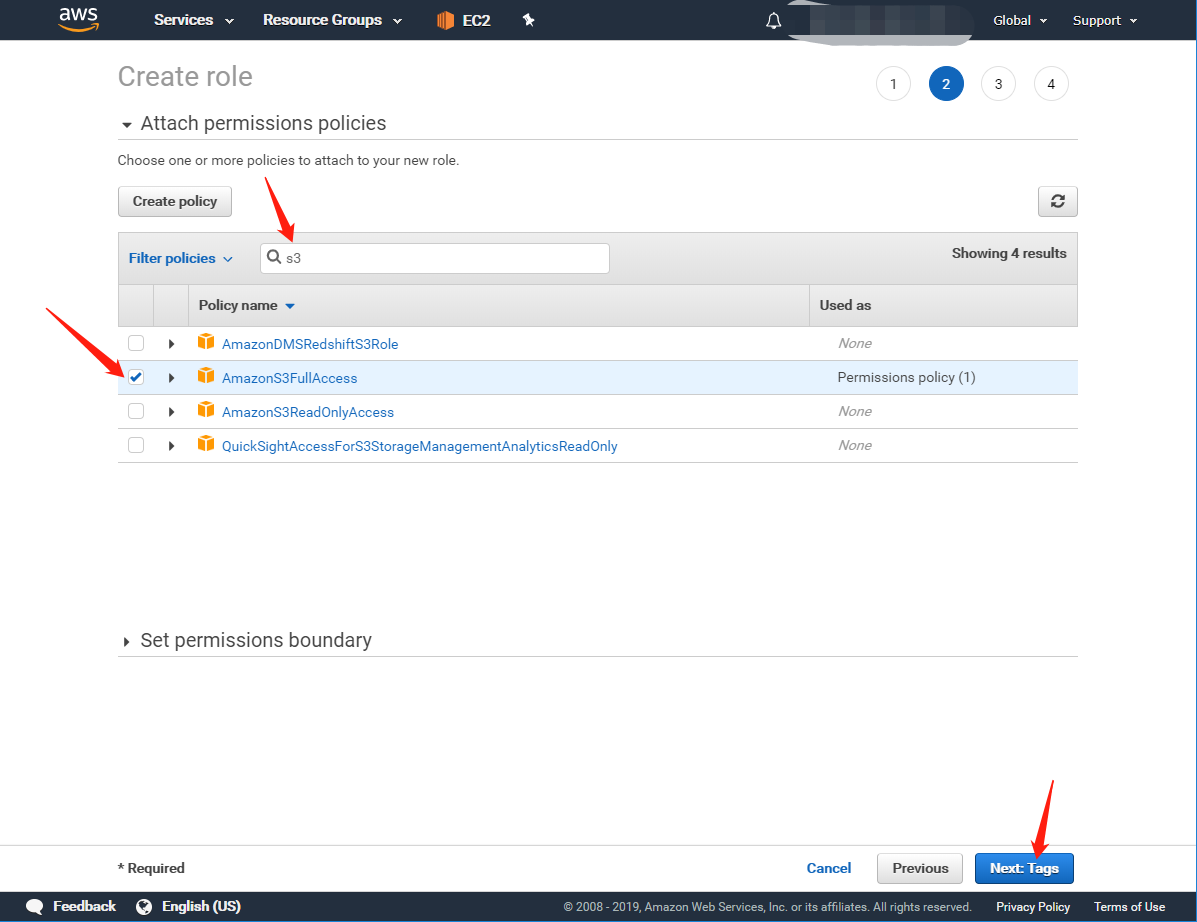 aws Services Resource Groups EC2 Global Support
Create role
1 2 3 4
Attach permissions policies
Choose one or more policies to attach to your new role.
Create policy
Filter policies s3 Showing 4 results
Policy name Used as
AmazonDMSRedshiftS3Role None
AmazonS3FullAccess Permissions policy (1)
AmazonS3ReadOnlyAccess None
QuickSightAccessForS3StorageManagementAnalyticsReadOnly None
Set permissions boundary
* Required Cancel Previous Next: Tags
Feedback English (US) © 2008 - 2019, Amazon Web Services, Inc. or its affiliates. All rights reserved. Privacy Policy Terms of Use